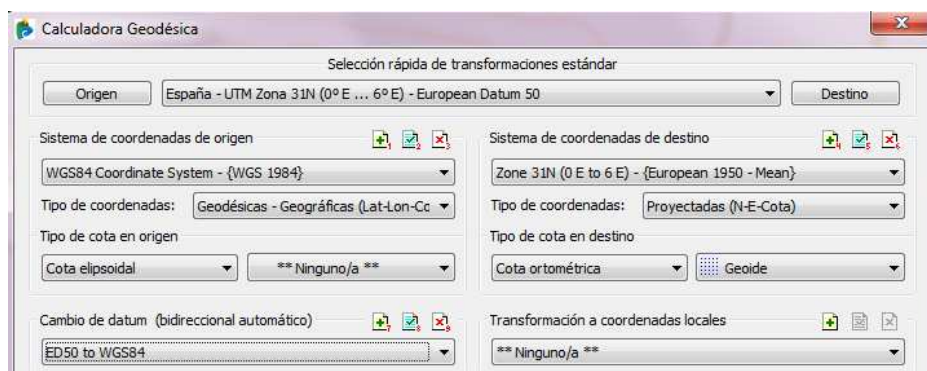 Calculadora Geodésica
Selección rápida de transformaciones estándar
Origen España - UTM Zona 31N (0º E ... 6º E) - European Datum 50 Destino
Sistema de coordenadas de origen Sistema de coordenadas de destino
WGS84 Coordinate System - {WGS 1984} Zone 31N (0 E to 6 E) - {European 1950 - Mean}
Tipo de coordenadas: Geodésicas - Geográficas (Lat-Lon-Cc Tipo de coordenadas: Proyectadas (N-E-Cota)
Tipo de cota en origen Tipo de cota en destino
Cota elipsoidal ** Ninguno/a ** Cota ortométrica Geoide
Cambio de datum (bidireccional automático) Transformación a coordenadas locales
ED50 to WGS84 ** Ninguno/a **